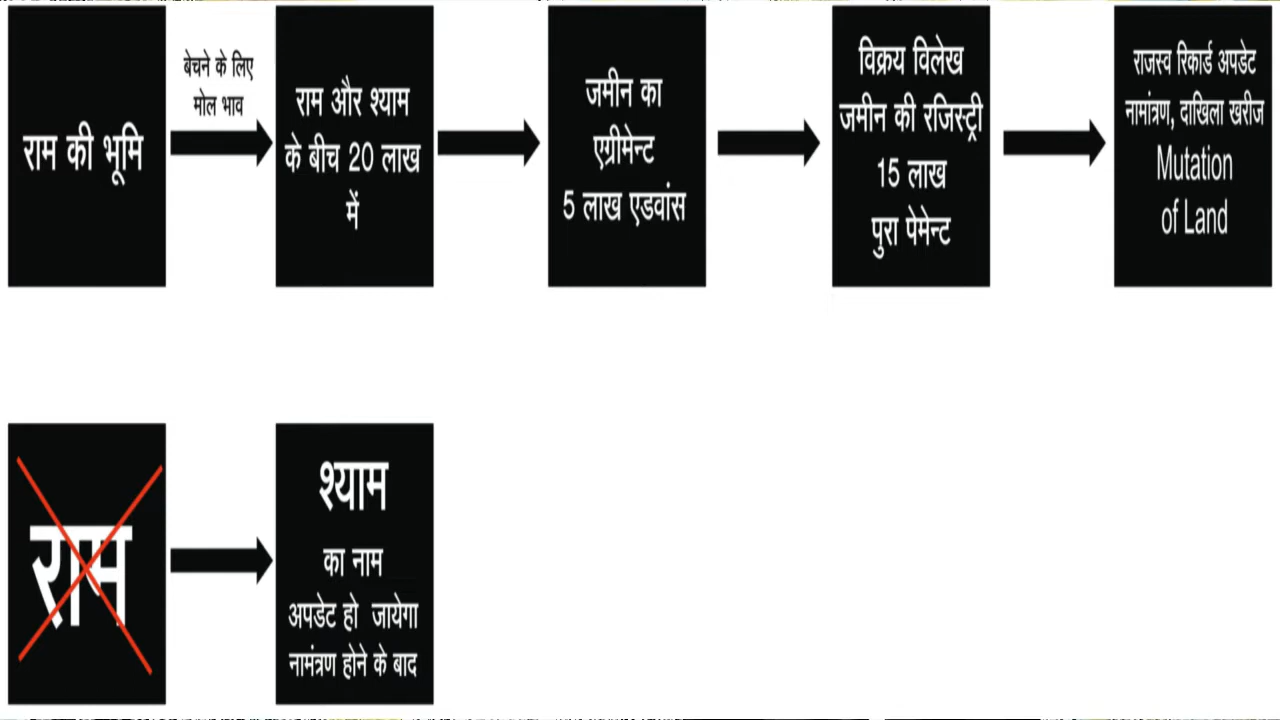 राम की भूमि
बेचने के लिए
मोल भाव
राम और श्याम
के बीच 20 लाख
में
जमीन का
एग्रीमेन्ट
5 लाख एडवांस
विक्रय विलेख
जमीन की रजिस्ट्री
15 लाख
पुरा पेमेन्ट
राजस्व रिकार्ड अपडेट
नामांत्रण, दाखिला खरीज
Mutation
of Land
राम
श्याम
का नाम
अपडेट हो जायेगा
नामंत्रण होने के बाद